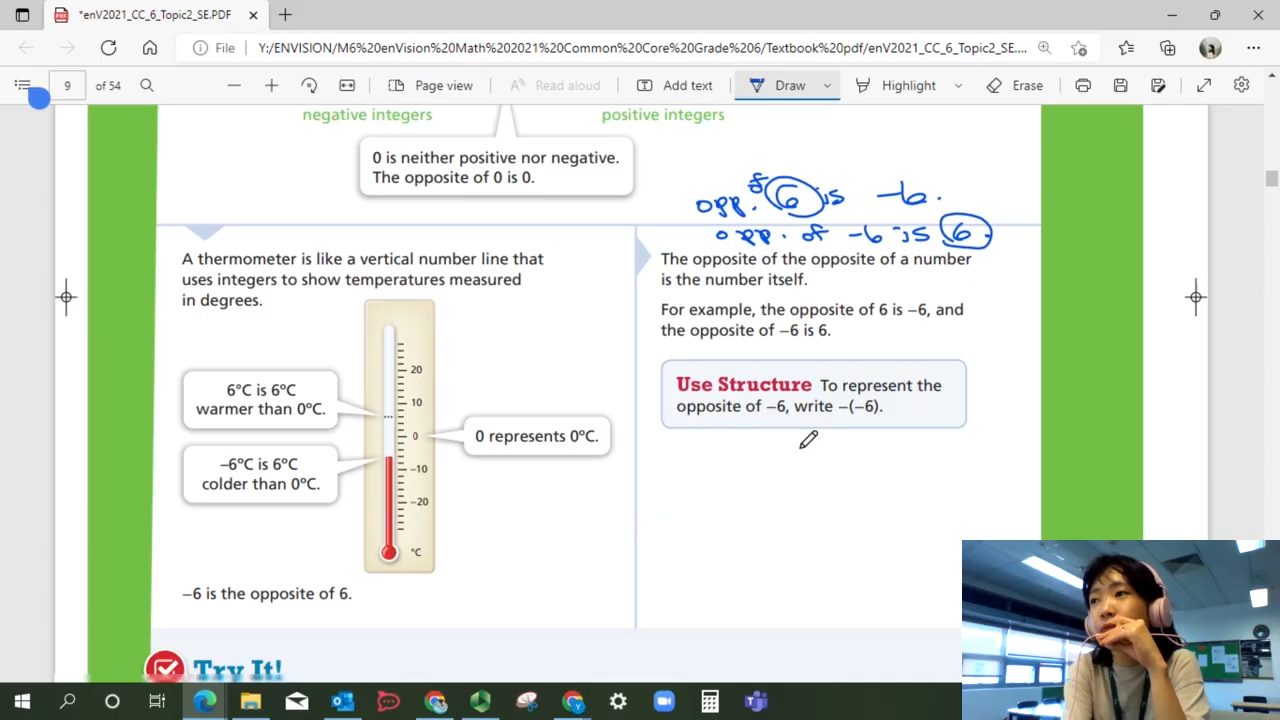 *enV2021_CC_6_Topic2_SE.PDF
File
Y:/ENVISION/M6%20enVision%20Math%202021%20Common%20Core%20Grade%206/Textbook%20pdf/enV2021_CC_6_Topic2_SE....
9 of 54
Page view
Read aloud
Add text
Draw
Highlight
Erase
negative integers
positive integers
0 is neither positive nor negative.
The opposite of 0 is 0.
opp. of 6 is -6.
opp. of -6 is 6.
A thermometer is like a vertical number line that
uses integers to show temperatures measured
in degrees.
6°C is 6°C
warmer than 0°C.
–6°C is 6°C
colder than 0°C.
20
10
0
–10
–20
°C
0 represents 0°C.
–6 is the opposite of 6.
The opposite of the opposite of a number
is the number itself.
For example, the opposite of 6 is –6, and
the opposite of –6 is 6.
Use Structure To represent the
opposite of –6, write –(–6).
Try It!